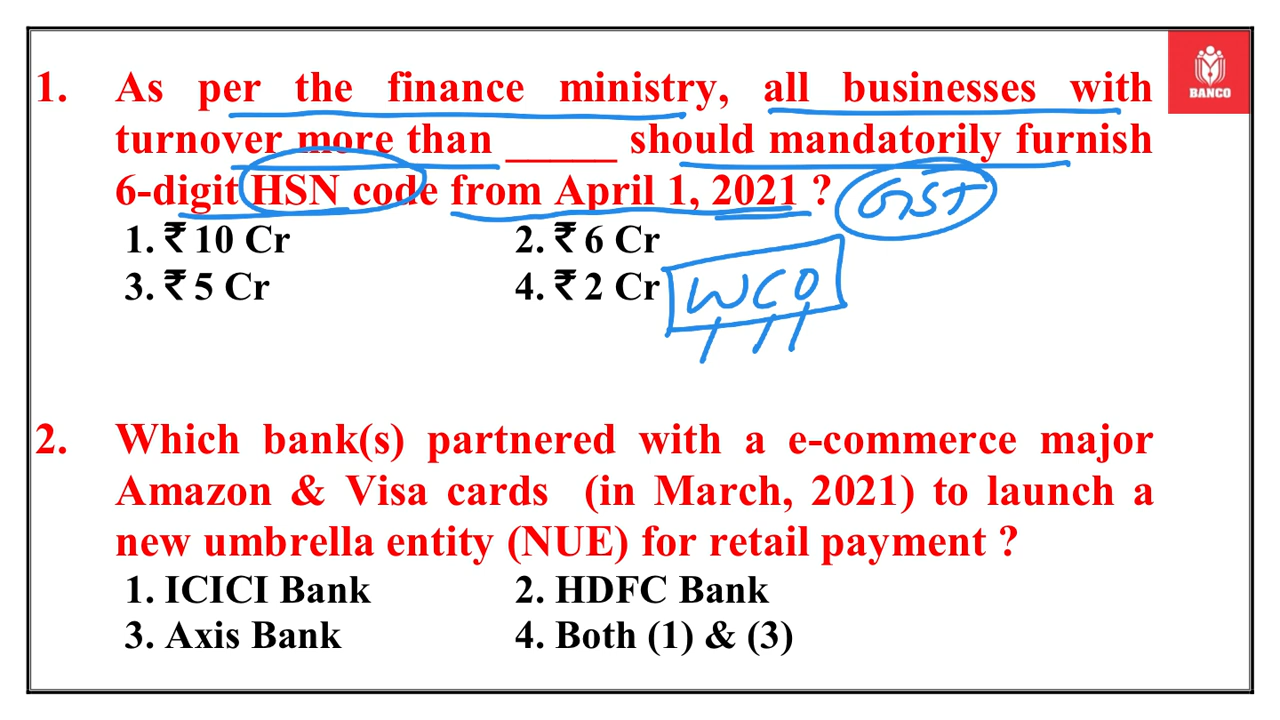 BANCO
1. As per the finance ministry, all businesses with
turnover more than _____ should mandatorily furnish
6-digit HSN code from April 1, 2021 ? GST
1. ₹ 10 Cr 2. ₹ 6 Cr
3. ₹ 5 Cr 4. ₹ 2 Cr WCO
2. Which bank(s) partnered with a e-commerce major
Amazon & Visa cards (in March, 2021) to launch a
new umbrella entity (NUE) for retail payment ?
1. ICICI Bank 2. HDFC Bank
3. Axis Bank 4. Both (1) & (3)